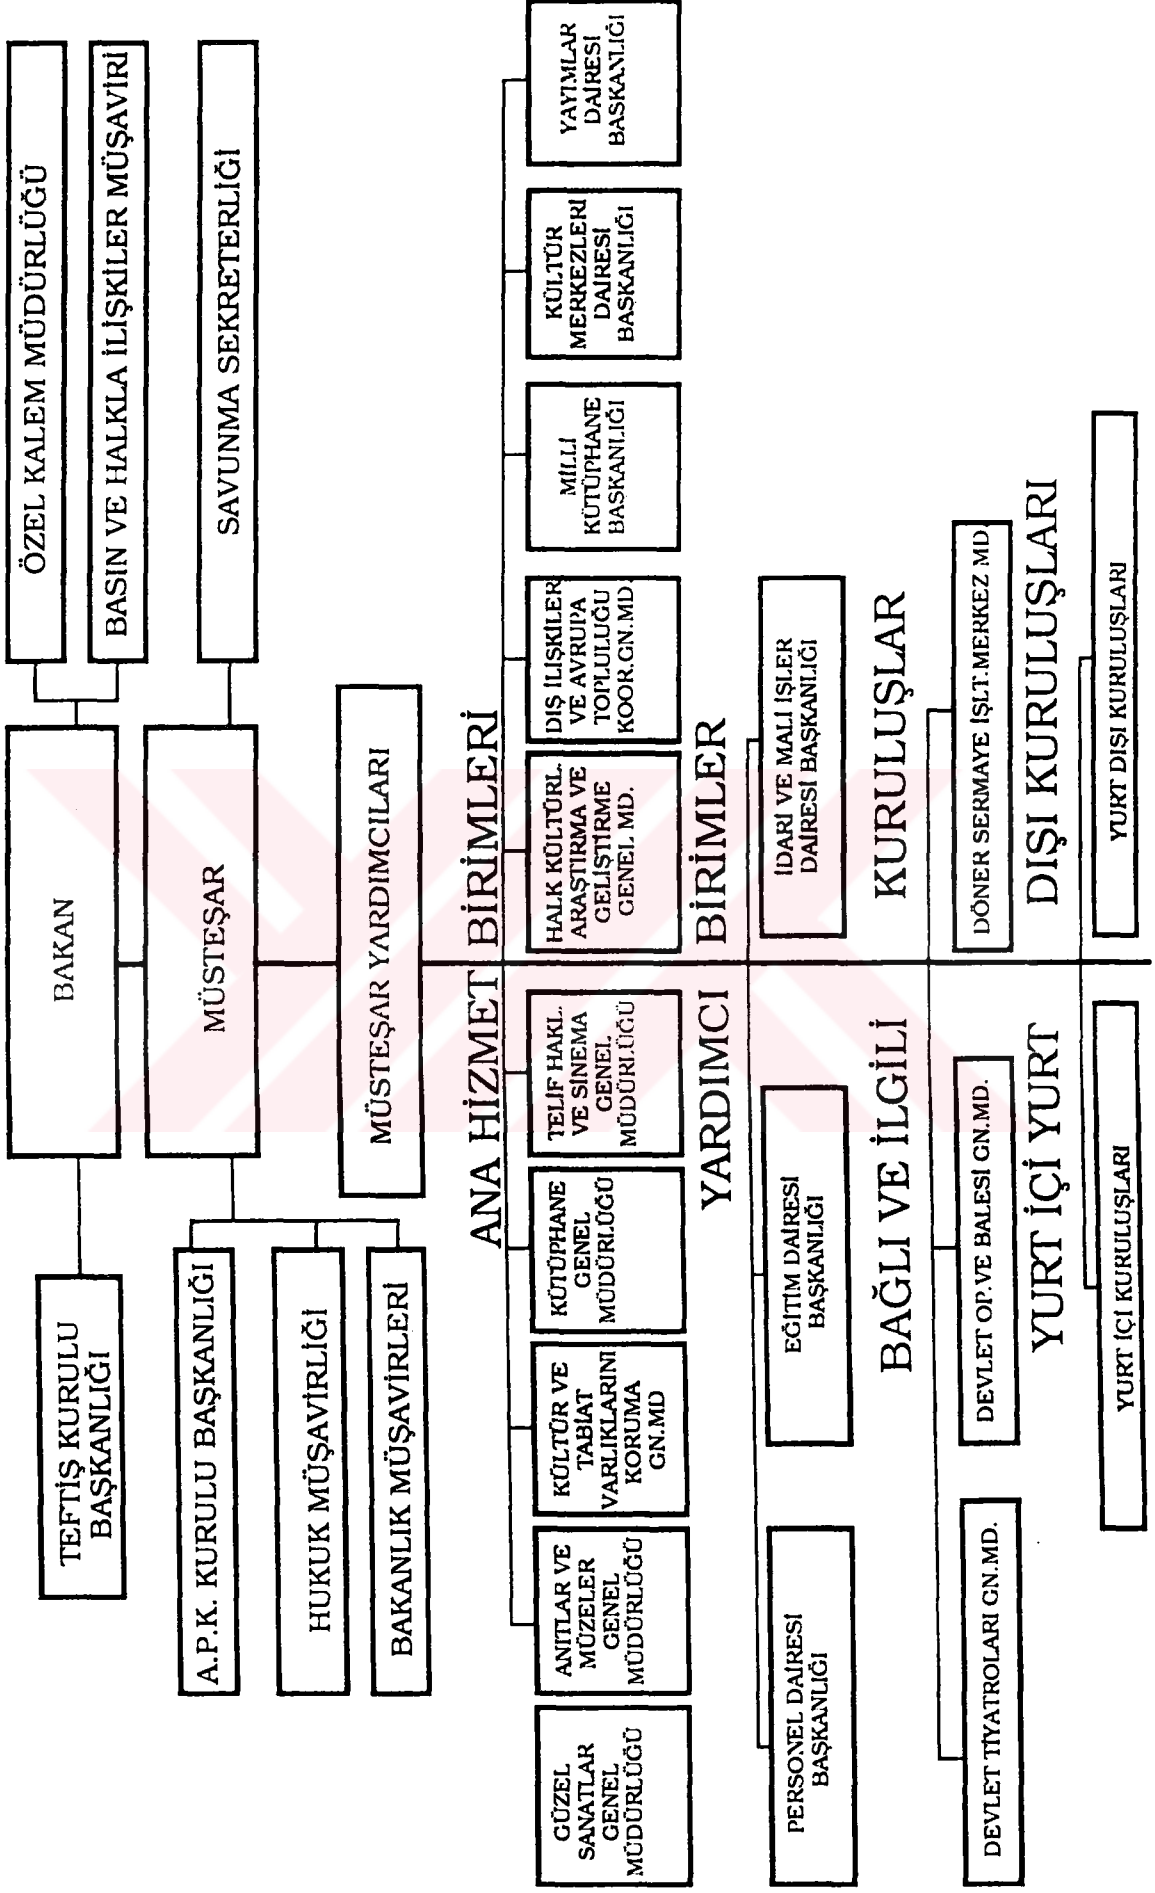 BAKAN
ÖZEL KALEM MÜDÜRLÜĞÜ
BASIN VE HALKLA İLİŞKİLER MÜŞAVİRİ
TEFTİŞ KURULU
BAŞKANLIĞI
MÜSTEŞAR
SAVUNMA SEKRETERLİĞİ
A.P.K. KURULU BAŞKANLIĞI
HUKUK MÜŞAVİRLİĞİ
BAKANLIK MÜŞAVİRLERİ
MÜSTEŞAR YARDIMCILARI
ANA HİZMET BİRİMLERİ
GÜZEL
SANATLAR
GENEL
MÜDÜRLÜĞÜ
ANITLAR VE
MÜZELER
GENEL
MÜDÜRLÜĞÜ
KÜLTÜR VE
TABİAT
VARLIKLARINI
KORUMA
GN.MD
KÜTÜPHANE
GENEL
MÜDÜRLÜĞÜ
TELİF HAKL.
VE SİNEMA
GENEL
MÜDÜRLÜĞÜ
HALK KÜLTÜRL.
ARAŞTIRMA VE
GELİŞTİRME
GENEL MD.
DIŞ İLİŞKİLER
VE AVRUPA
TOPLULUĞU
KOOR.GN.MD.
MİLLİ
KÜTÜPHANE
BAŞKANLIĞI
KÜLTÜR
MERKEZLERİ
DAİRESİ
BAŞKANLIĞI
YAYIMLAR
DAİRESİ
BAŞKANLIĞI
YARDIMCI BİRİMLER
PERSONEL DAİRESİ
BAŞKANLIĞI
EĞİTİM DAİRESİ
BAŞKANLIĞI
İDARİ VE MALİ İŞLER
DAİRESİ BAŞKANLIĞI
BAĞLI VE İLGİLİ KURULUŞLAR
DEVLET TİYATROLARI GN.MD.
DEVLET OP.VE BALESİ GN.MD.
DÖNER SERMAYE İŞLT.MERKEZ MD.
YURT İÇİ YURT DIŞI KURULUŞLARI
YURT İÇİ KURULUŞLARI
YURT DIŞI KURULUŞLARI